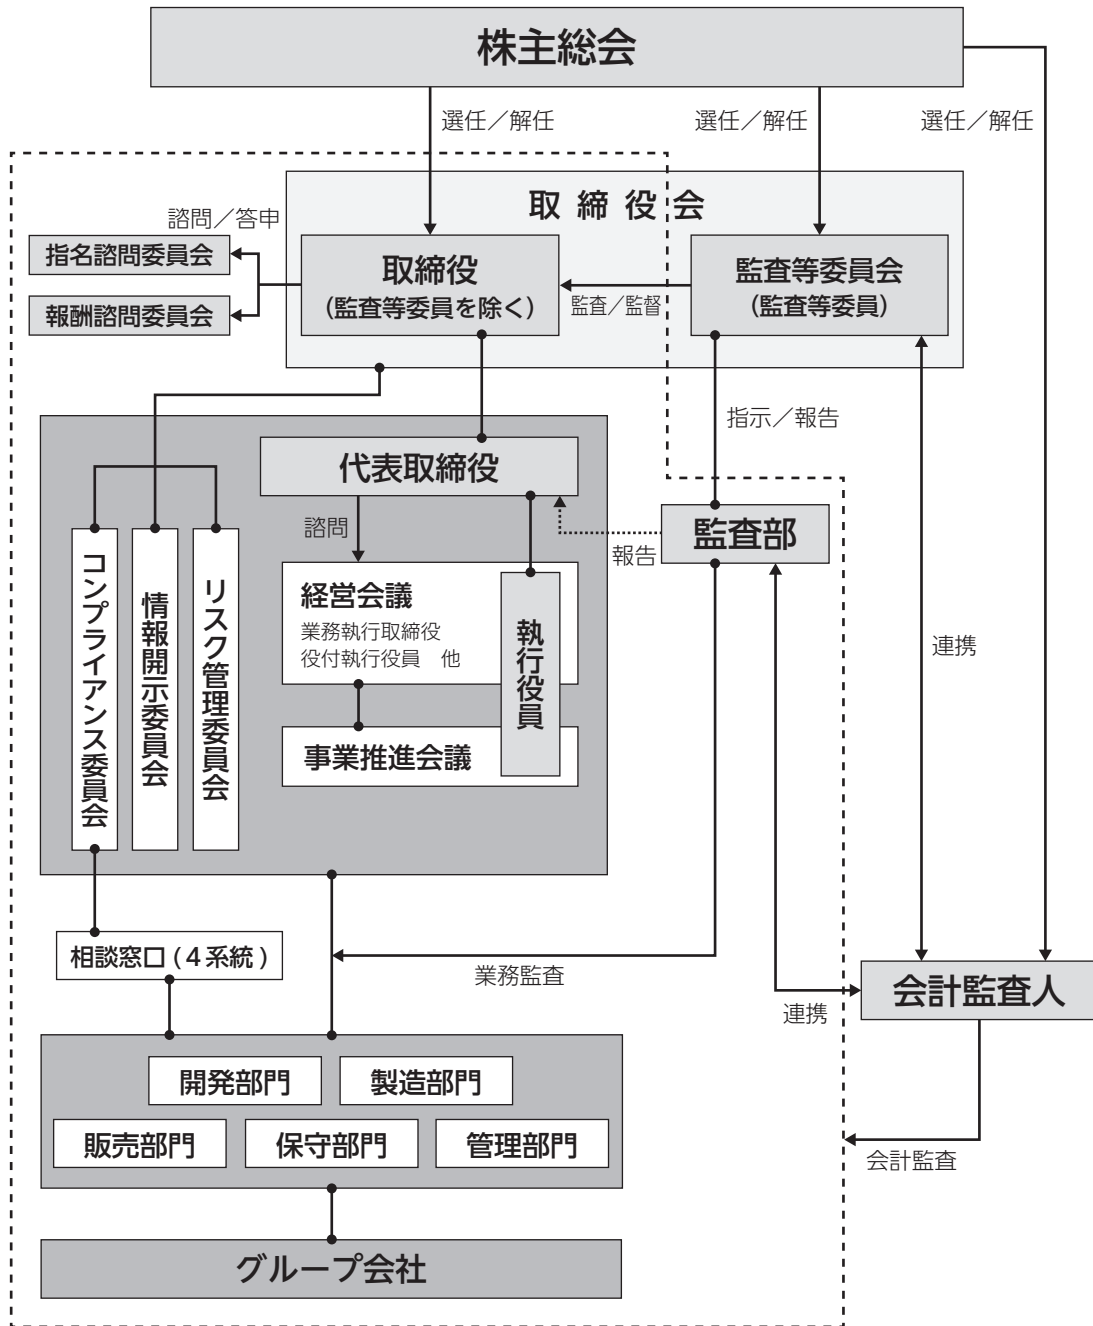 株主総会
選任／解任
選任／解任
選任／解任
取締役会
諮問／答申
指名諮問委員会
報酬諮問委員会
取締役
（監査等委員を除く）
監査／監督
監査等委員会
（監査等委員）
指示／報告
代表取締役
諮問
報告
監査部
連携
コンプライアンス委員会
情報開示委員会
リスク管理委員会
経営会議
業務執行取締役
役付執行役員　他
執行役員
事業推進会議
相談窓口（4系統）
業務監査
連携
会計監査人
開発部門
製造部門
販売部門
保守部門
管理部門
会計監査
グループ会社